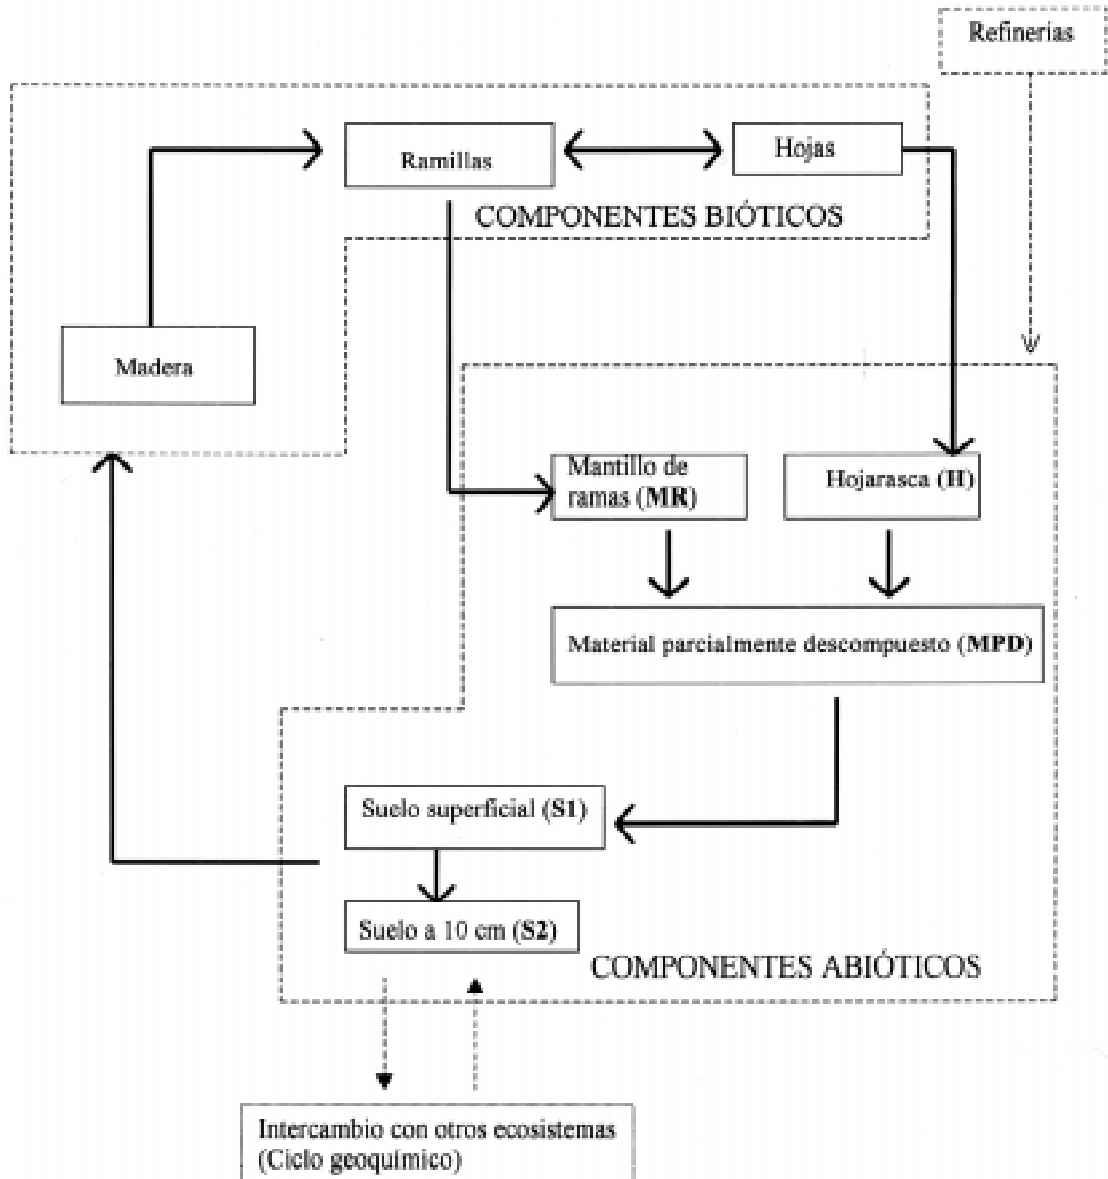 Refinerias
Ramillas
Hojas
COMPONENTES BIÓTICOS
Madera
Mantillo de
ramas (MR)
Hojarasca (H)
Material parcialmente descompuesto (MPD)
Suelo superficial (S1)
Suelo a 10 cm (S2)
COMPONENTES ABIÓTICOS
Intercambio con otros ecosistemas
(Ciclo geoquímico)